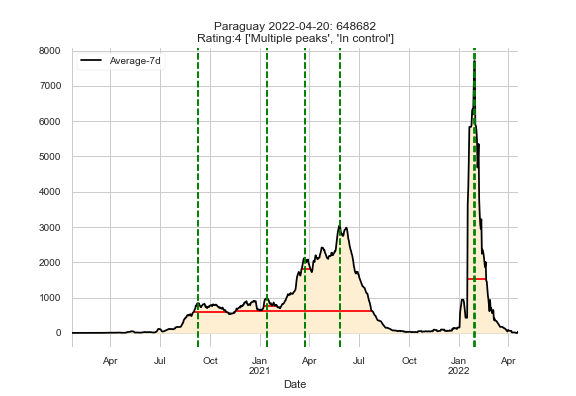 Paraguay 2022-04-20: 648682
Rating:4 ['Multiple peaks', 'In control']
Average-7d
8000
7000
6000
5000
4000
3000
2000
1000
0
Apr Jul Oct Jan Apr Jul Oct Jan Apr
2021 2022
Date